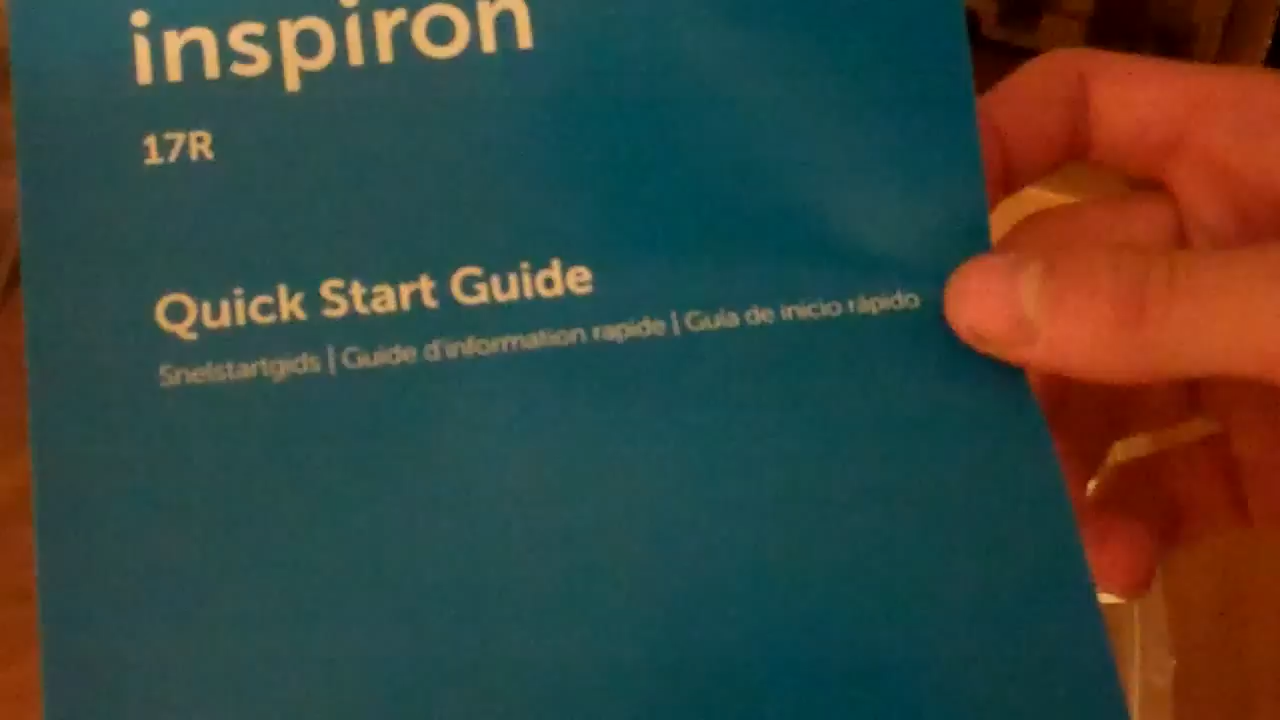 inspiron
17R
Quick Start Guide
Snelstartgids | Guide d'information rapide | Guía de inicio rápido